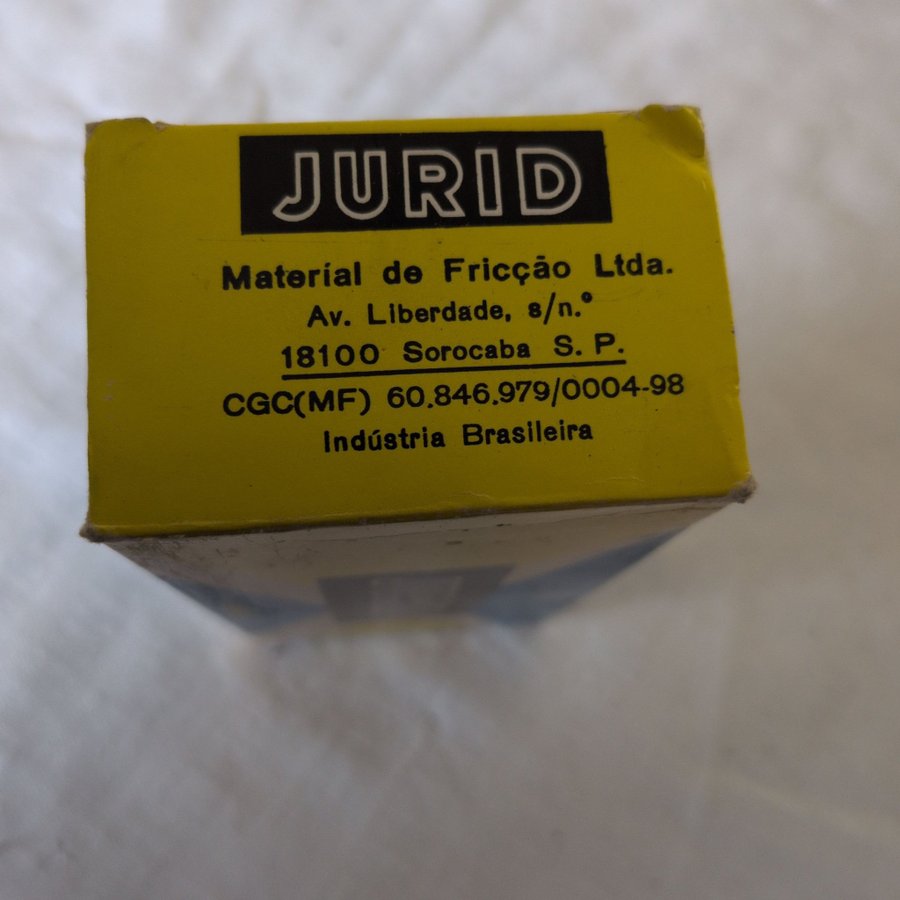 JURID
Material de Fricção Ltda.
Av. Liberdade, s/n.º
18100 Sorocaba S. P.
CGC(MF) 60.846.979/0004-98
Indústria Brasileira